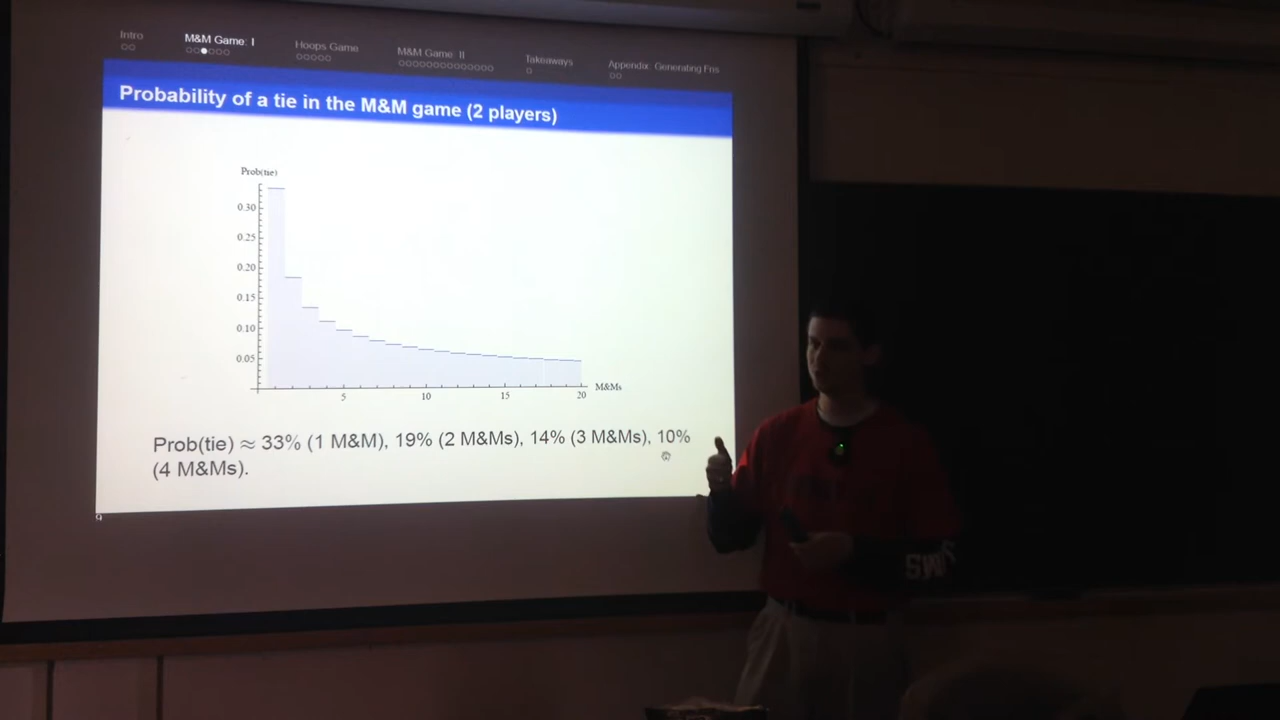 Intro
M&M Game: I
Hoops Game
M&M Game: II
Takeaways
Appendix: Generating Fns
Probability of a tie in the M&M game (2 players)
Prob(tie)
0.30
0.25
0.20
0.15
0.10
0.05
5
10
15
20
M&Ms
Prob(tie) ≈ 33% (1 M&M), 19% (2 M&Ms), 14% (3 M&Ms), 10%
(4 M&Ms).